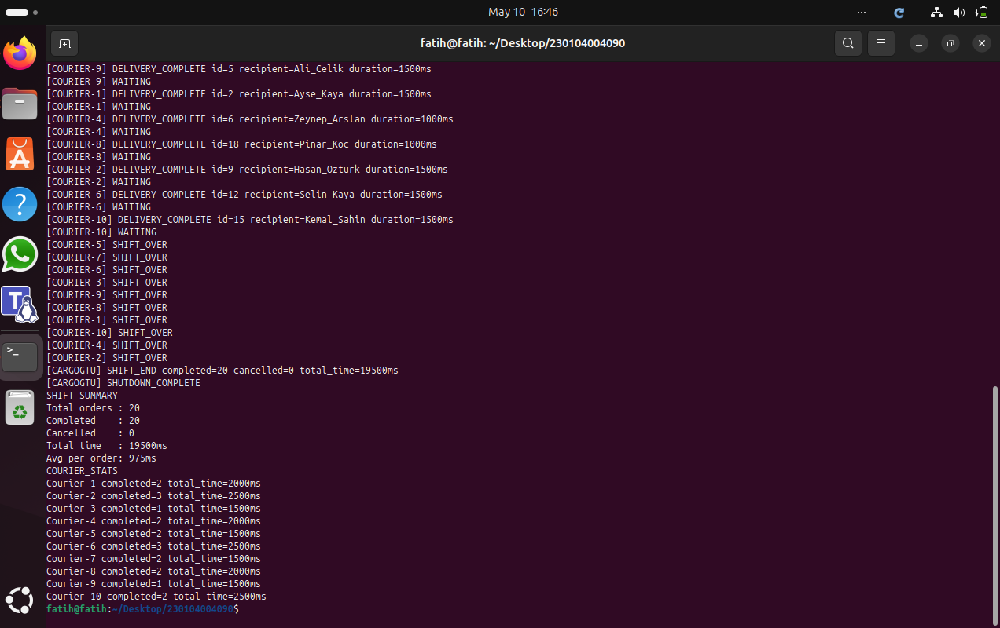 May 10  16:46
fatih@fatih: ~/Desktop/230104004090
[COURIER-9] DELIVERY_COMPLETE id=5 recipient=Ali_Celik duration=1500ms
[COURIER-9] WAITING
[COURIER-1] DELIVERY_COMPLETE id=2 recipient=Ayse_Kaya duration=1500ms
[COURIER-1] WAITING
[COURIER-4] DELIVERY_COMPLETE id=6 recipient=Zeynep_Arslan duration=1000ms
[COURIER-4] WAITING
[COURIER-8] DELIVERY_COMPLETE id=18 recipient=Pinar_Koc duration=1000ms
[COURIER-8] WAITING
[COURIER-2] DELIVERY_COMPLETE id=9 recipient=Hasan_Ozturk duration=1500ms
[COURIER-2] WAITING
[COURIER-6] DELIVERY_COMPLETE id=12 recipient=Selin_Kaya duration=1500ms
[COURIER-6] WAITING
[COURIER-10] DELIVERY_COMPLETE id=15 recipient=Kemal_Sahin duration=1500ms
[COURIER-10] WAITING
[COURIER-5] SHIFT_OVER
[COURIER-7] SHIFT_OVER
[COURIER-6] SHIFT_OVER
[COURIER-3] SHIFT_OVER
[COURIER-9] SHIFT_OVER
[COURIER-8] SHIFT_OVER
[COURIER-1] SHIFT_OVER
[COURIER-10] SHIFT_OVER
[COURIER-4] SHIFT_OVER
[COURIER-2] SHIFT_OVER
[CARGOGTU] SHIFT_END completed=20 cancelled=0 total_time=19500ms
[CARGOGTU] SHUTDOWN_COMPLETE
SHIFT_SUMMARY
Total orders : 20
Completed    : 20
Cancelled    : 0
Total time   : 19500ms
Avg per order: 975ms
COURIER_STATS
Courier-1 completed=2 total_time=2000ms
Courier-2 completed=3 total_time=2500ms
Courier-3 completed=1 total_time=1500ms
Courier-4 completed=2 total_time=2000ms
Courier-5 completed=2 total_time=1500ms
Courier-6 completed=3 total_time=2500ms
Courier-7 completed=2 total_time=1500ms
Courier-8 completed=2 total_time=2000ms
Courier-9 completed=1 total_time=1500ms
Courier-10 completed=2 total_time=2500ms
fatih@fatih:~/Desktop/230104004090$